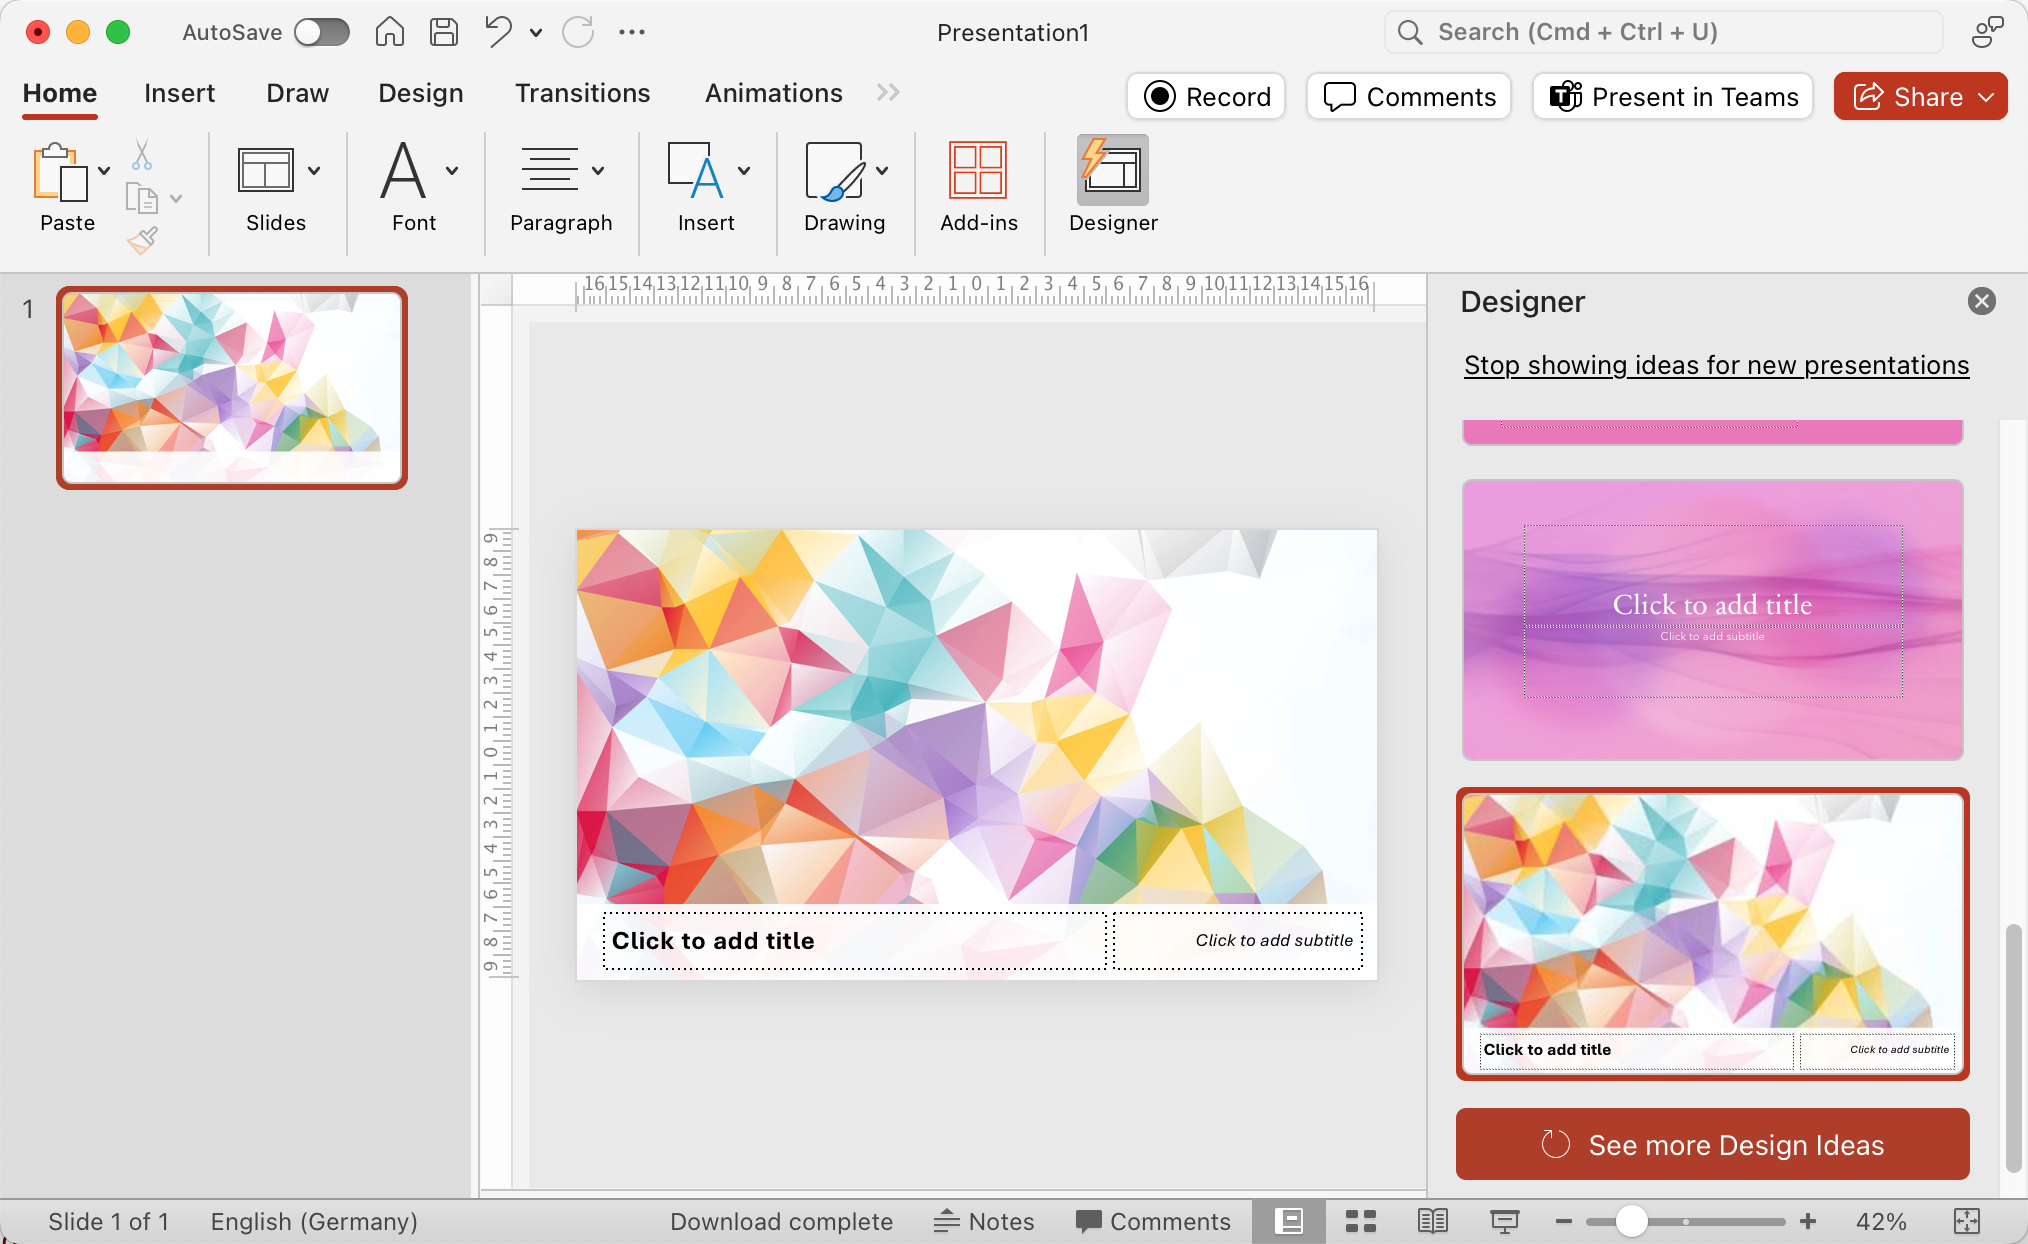 AutoSave
Presentation1
Search (Cmd + Ctrl + U)
Home Insert Draw Design Transitions Animations
Record Comments Present in Teams Share
Paste Slides Font Paragraph Insert Drawing Add-ins Designer
16 15 14 13 12 11 10 9 8 7 6 5 4 3 2 1 0 1 2 3 4 5 6 7 8 9 10 11 12 13 14 15 16
1
Designer
Stop showing ideas for new presentations
9 8 7 6 5 4 3 2 1 0 1 2 3 4 5 6 7 8 9
Click to add title
Click to add subtitle
Click to add title
Click to add subtitle
Click to add title
Click to add subtitle
See more Design Ideas
Slide 1 of 1 English (Germany) Download complete Notes Comments 42%